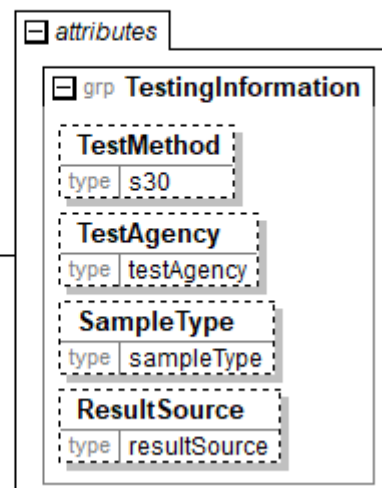 attributes
grp TestingInformation
TestMethod
type s30
TestAgency
type testAgency
SampleType
type sampleType
ResultSource
type resultSource